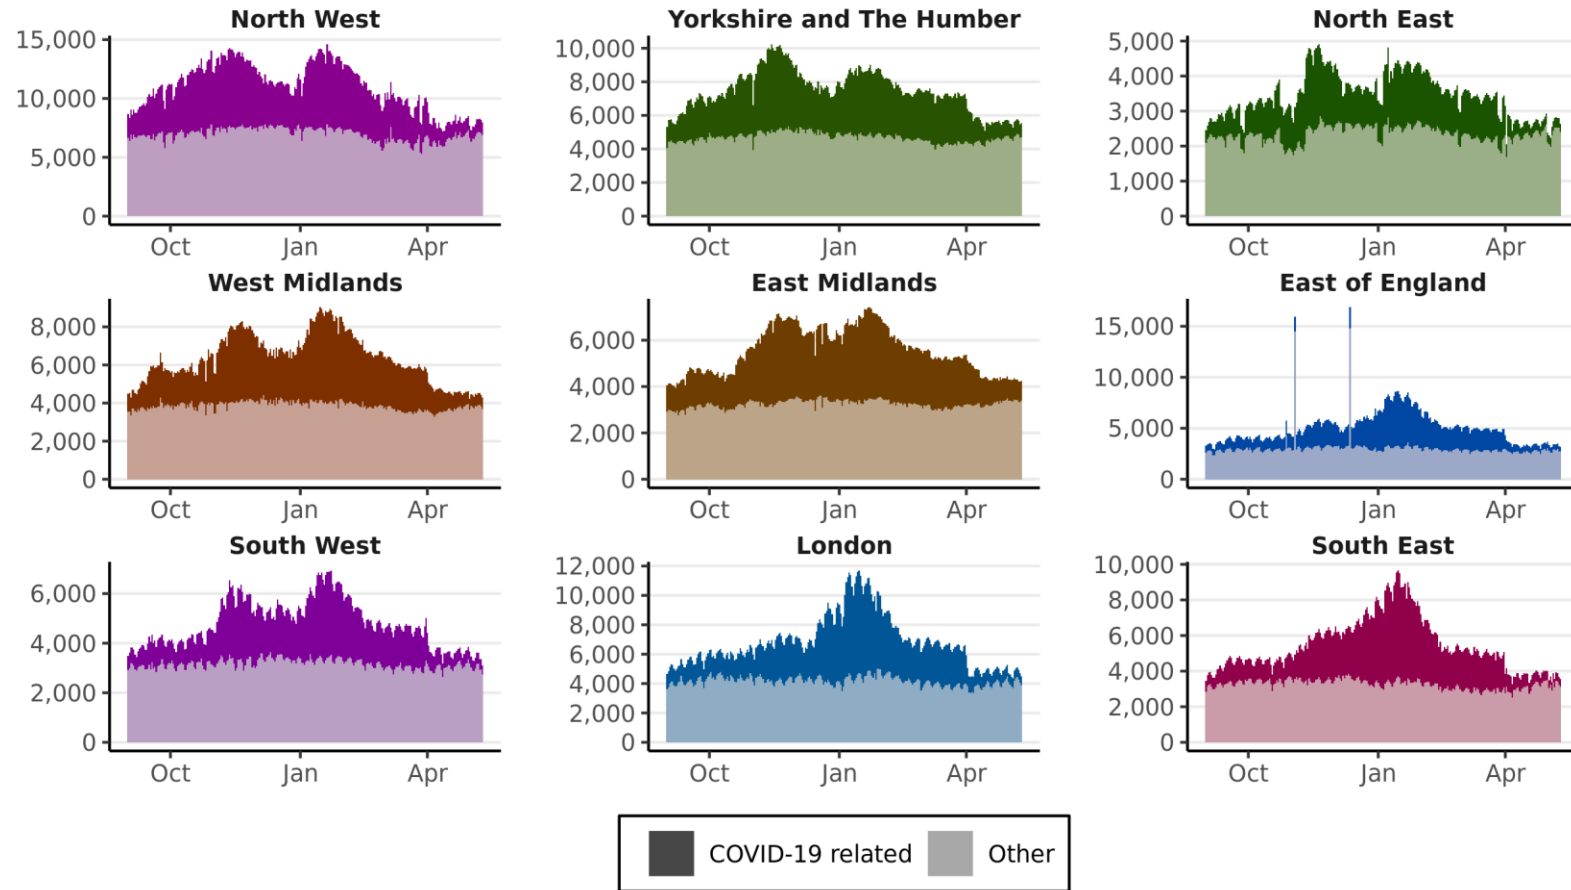 North West
Yorkshire and The Humber
North East
15,000
10,000
5,000
0
Oct
Jan
Apr
10,000
8,000
6,000
4,000
2,000
0
Oct
Jan
Apr
5,000
4,000
3,000
2,000
1,000
0
Oct
Jan
Apr
West Midlands
East Midlands
East of England
8,000
6,000
4,000
2,000
0
Oct
Jan
Apr
6,000
4,000
2,000
0
Oct
Jan
Apr
15,000
10,000
5,000
0
Oct
Jan
Apr
South West
London
South East
6,000
4,000
2,000
0
Oct
Jan
Apr
12,000
10,000
8,000
6,000
4,000
2,000
0
Oct
Jan
Apr
10,000
8,000
6,000
4,000
2,000
0
Oct
Jan
Apr
COVID-19 related
Other